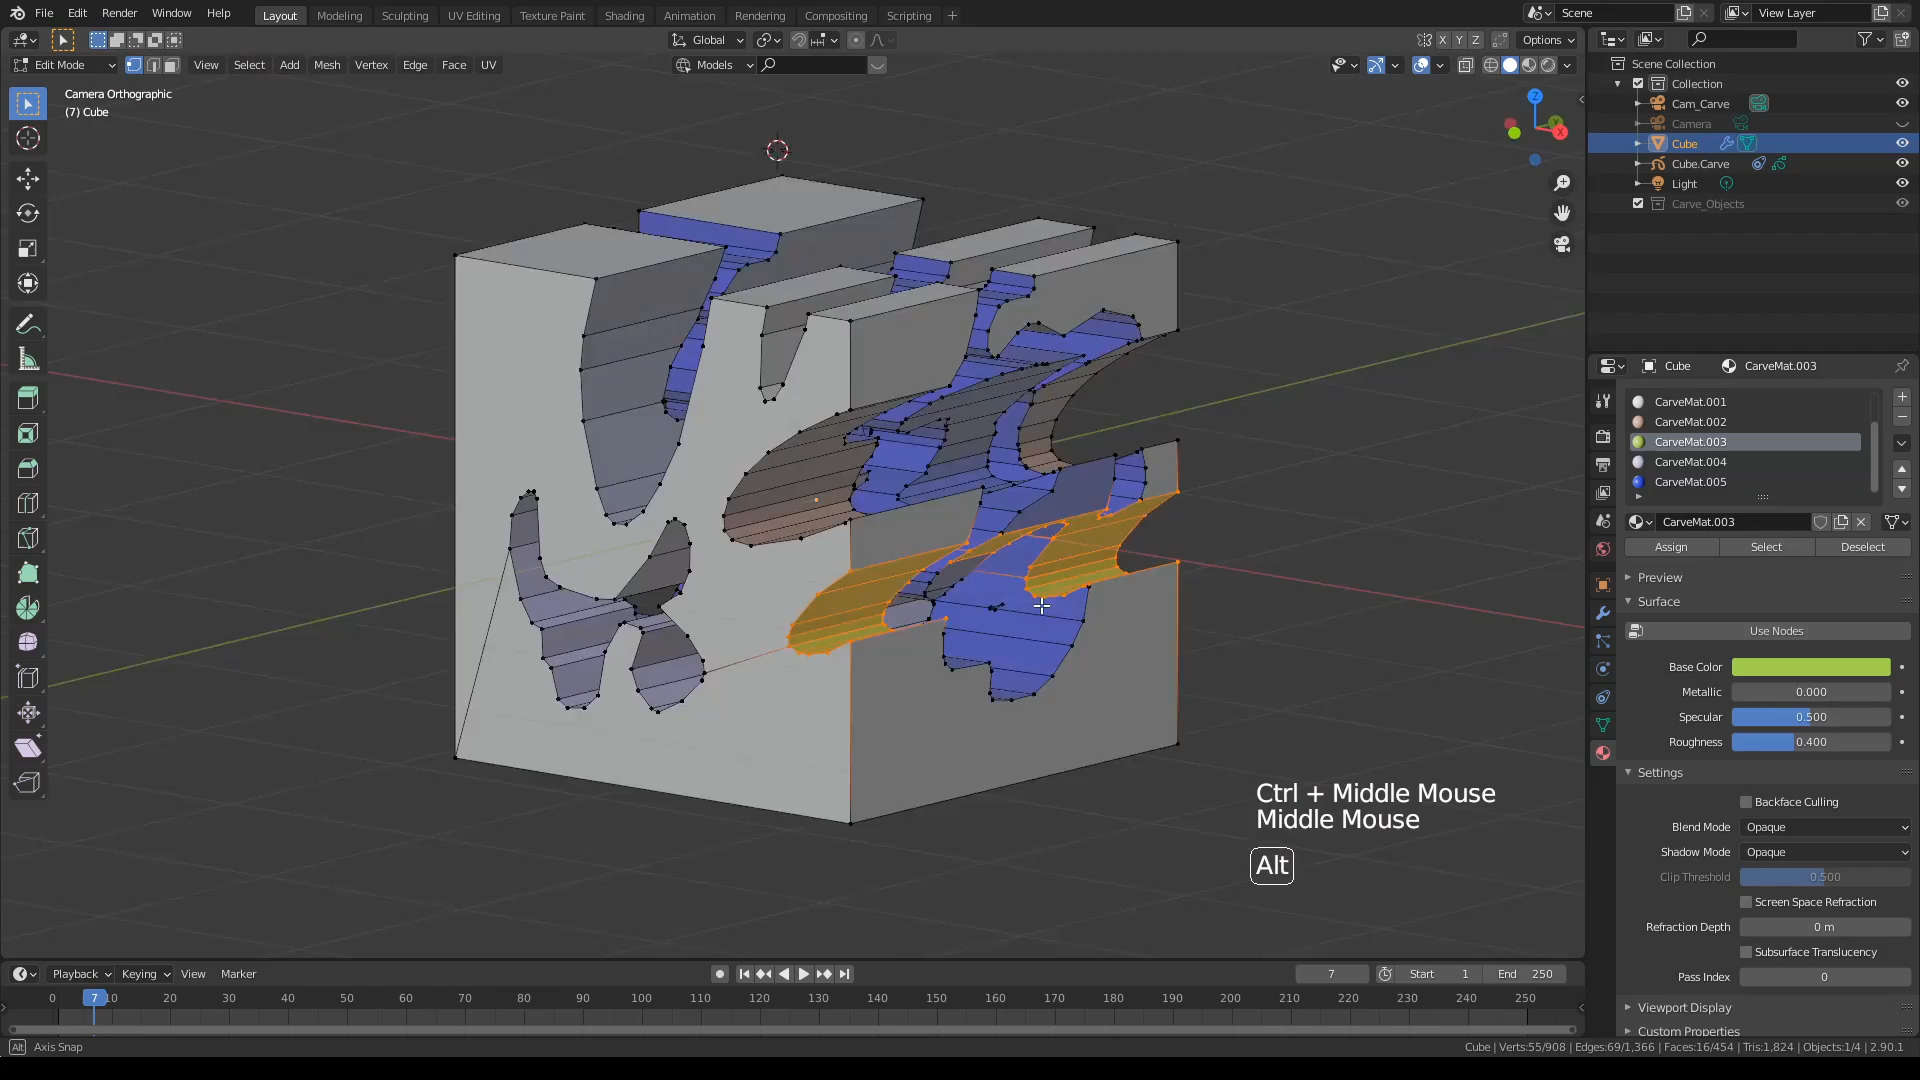 File Edit Render Window Help
Layout Modeling Sculpting UV Editing Texture Paint Shading Animation Rendering Compositing Scripting +
Scene
View Layer
Global
X Y Z
Options
Edit Mode
View Select Add Mesh Vertex Edge Face UV
Models
Camera Orthographic
(7) Cube
Z
Y
X
Scene Collection
Collection
Cam_Carve
Camera
Cube
Cube.Carve
Light
Carve_Objects
Cube CarveMat.003
CarveMat.001
CarveMat.002
CarveMat.003
CarveMat.004
CarveMat.005
CarveMat.003
Assign Select Deselect
Preview
Surface
Use Nodes
Base Color
Metallic 0.000
Specular 0.500
Roughness 0.400
Settings
Backface Culling
Blend Mode Opaque
Shadow Mode Opaque
Clip Threshold 0.500
Screen Space Refraction
Refraction Depth 0 m
Subsurface Translucency
Pass Index 0
Viewport Display
Custom Properties
Ctrl + Middle Mouse
Middle Mouse
Alt
Playback Keying View Marker
7
Start 1
End 250
0 7 10 20 30 40 50 60 70 80 90 100 110 120 130 140 150 160 170 180 190 200 210 220 230 240 250
Alt Axis Snap
Cube | Verts:55/908 | Edges:69/1,366 | Faces:16/454 | Tris:1,824 | Objects:1/4 | 2.90.1